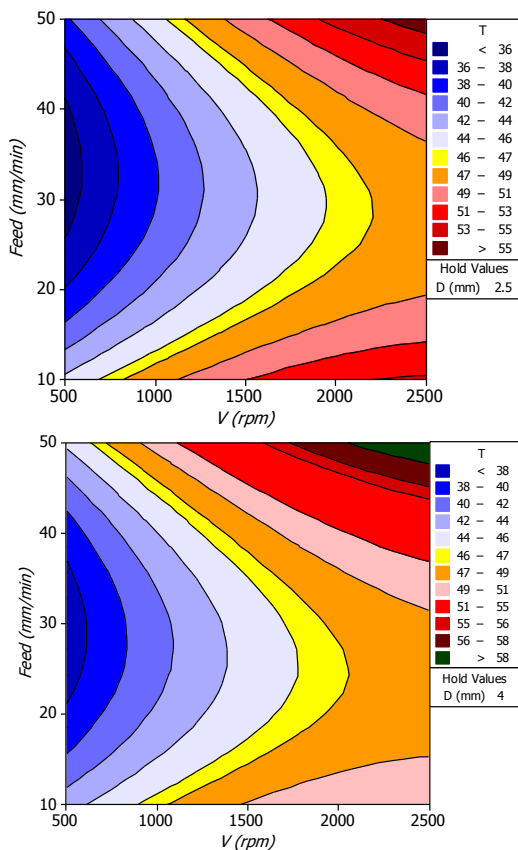 T
< 36
36 – 38
38 – 40
40 – 42
42 – 44
44 – 46
46 – 47
47 – 49
49 – 51
51 – 53
53 – 55
> 55
Hold Values
D (mm) 2.5
Feed (mm/min)
50
40
30
20
10
500 1000 1500 2000 2500
V (rpm)
T
< 38
38 – 40
40 – 42
42 – 44
44 – 46
46 – 47
47 – 49
49 – 51
51 – 55
55 – 56
56 – 58
> 58
Hold Values
D (mm) 4
Feed (mm/min)
50
40
30
20
10
500 1000 1500 2000 2500
V (rpm)